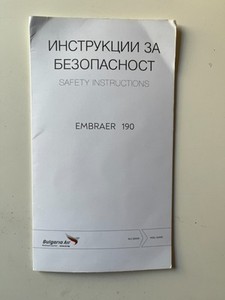 ИНСТРУКЦИИ ЗА
БЕЗОПАСНОСТ
SAFETY INSTRUCTIONS
EMBRAER 190
Bulgaria Air